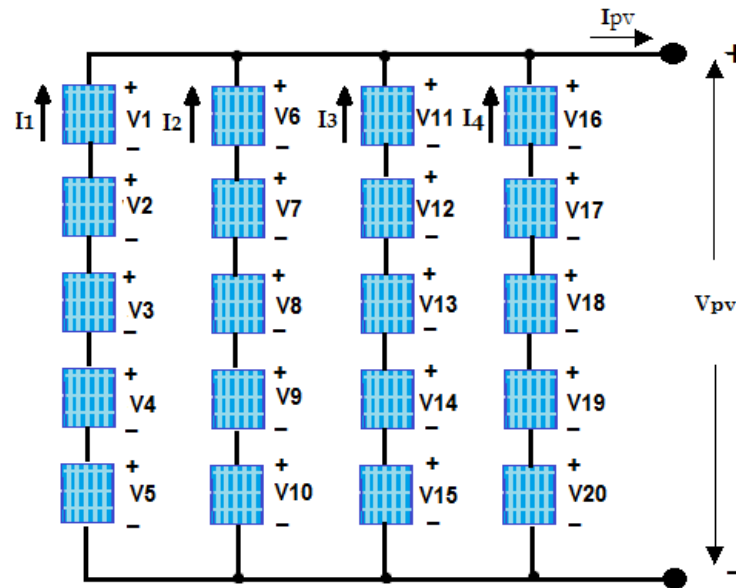 Ipv
+
+ + + +
I1 V1 I2 V6 I3 V11 I4 V16
− − − −
+ + + +
V2 V7 V12 V17
− − − −
+ + + +
V3 V8 V13 V18 Vpv
− − − −
+ + + +
V4 V9 V14 V19
− − − −
+ + + +
V5 V10 V15 V20
− − − −
−